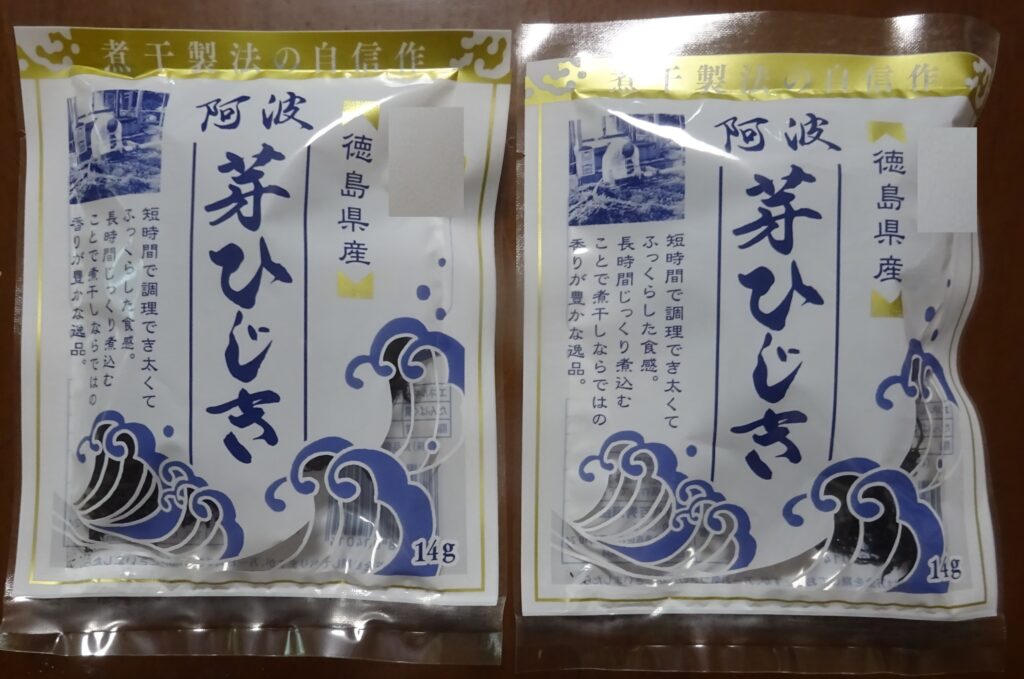 煮干製法の自信作
徳島県産
阿波
芽ひじき
短時間で調理でき太くて
ふっくらした食感。
長時間じっくり煮込む
ことで煮干しならではの
香りが豊かな逸品。
14g
煮干製法の自信作
徳島県産
阿波
芽ひじき
短時間で調理でき太くて
ふっくらした食感。
長時間じっくり煮込む
ことで煮干しならではの
香りが豊かな逸品。
14g